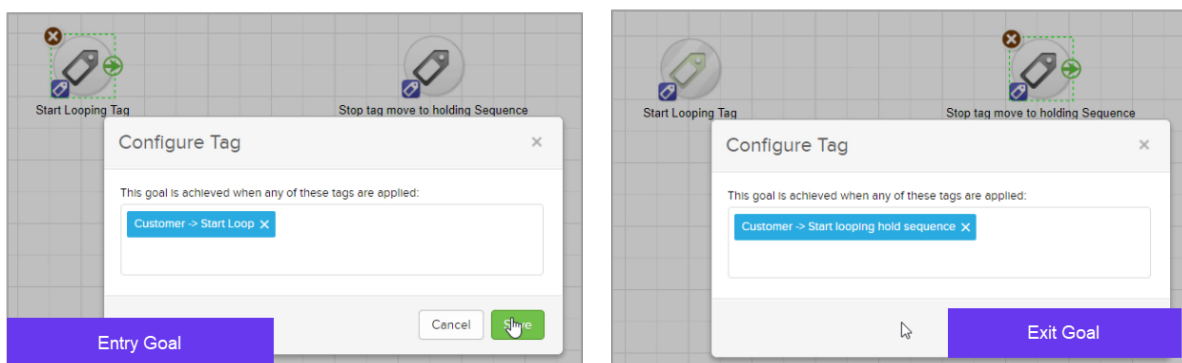 Start Looping Tag
Stop tag move to holding Sequence
Configure Tag
This goal is achieved when any of these tags are applied:
Customer -> Start Loop ×
Cancel
Entry Goal
Start Looping Tag
Stop tag move to holding Sequence
Configure Tag
This goal is achieved when any of these tags are applied:
Customer -> Start looping hold sequence ×
Exit Goal